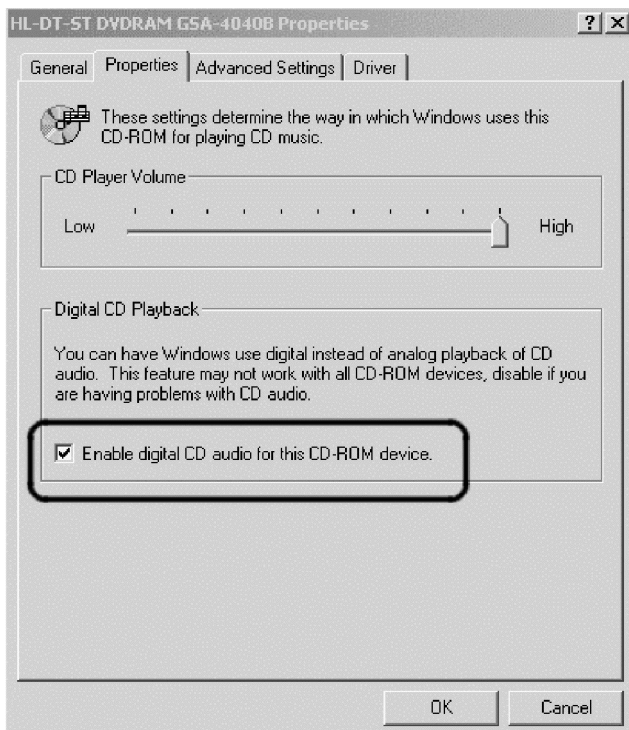 HL-DT-ST DVDRAM GSA-4040B Properties
General Properties Advanced Settings Driver
These settings determine the way in which Windows uses this
CD-ROM for playing CD music.
CD Player Volume
Low High
Digital CD Playback
You can have Windows use digital instead of analog playback of CD
audio. This feature may not work with all CD-ROM devices, disable if you
are having problems with CD audio.
Enable digital CD audio for this CD-ROM device.
OK Cancel